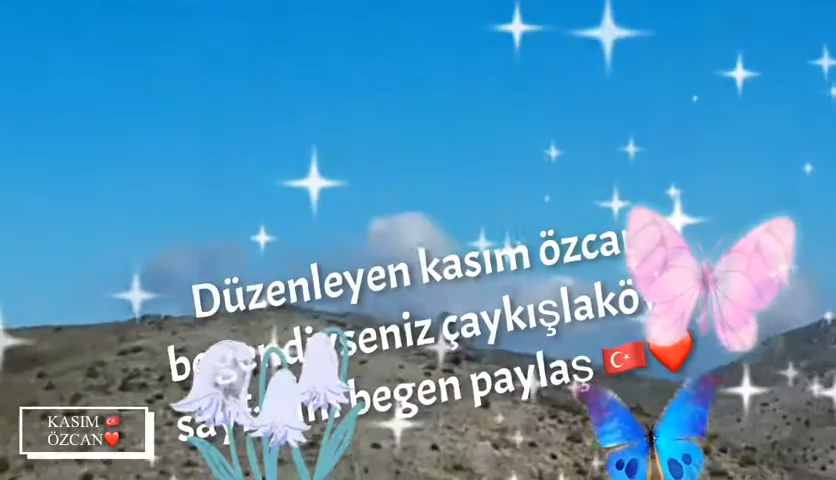 Düzenleyen kasım özcan
beğendiyseniz çaykışlakö
begen paylaş 🇹🇷❤️
KASIM 🇹🇷
ÖZCAN❤️